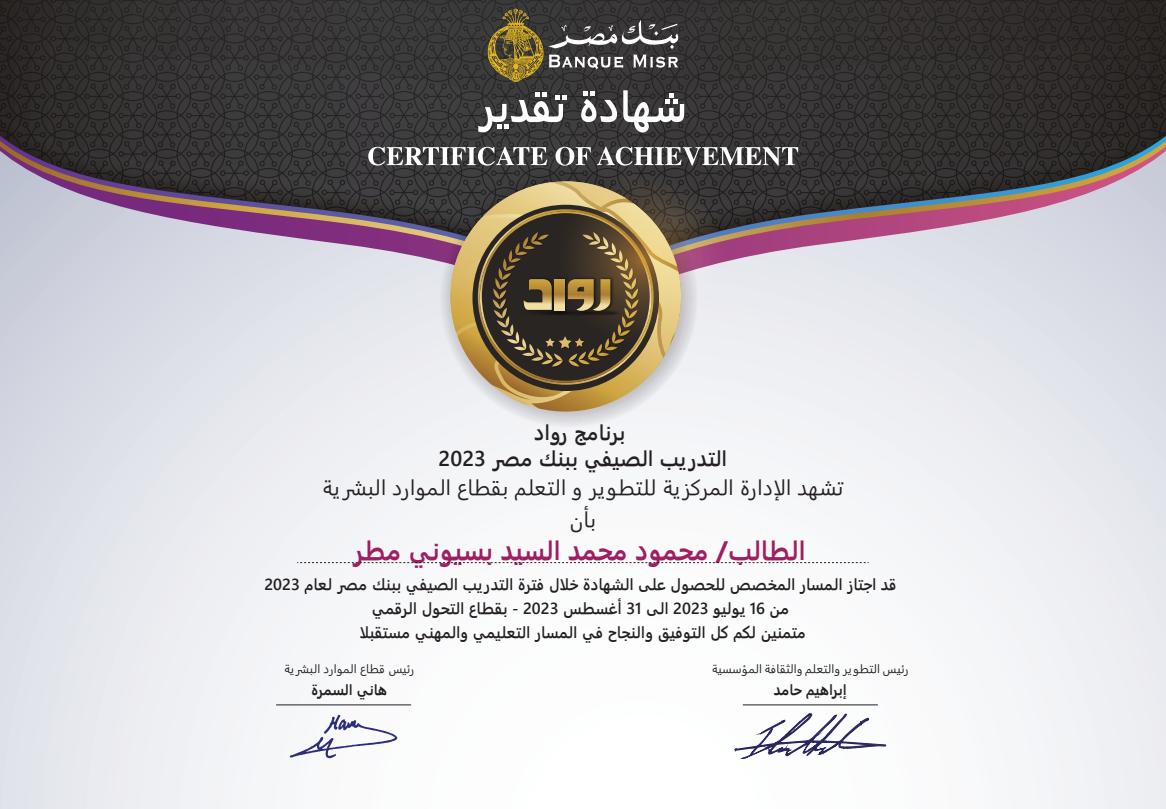 بنك مصر
BANQUE MISR
شهادة تقدير
CERTIFICATE OF ACHIEVEMENT
رواد
برنامج رواد
التدريب الصيفي ببنك مصر 2023
تشهد الإدارة المركزية للتطوير و التعلم بقطاع الموارد البشرية
بأن
الطالب/ محمود محمد السيد بسيوني مطر
قد اجتاز المسار المخصص للحصول على الشهادة خلال فترة التدريب الصيفي ببنك مصر لعام 2023
من 16 يوليو 2023 الى 31 أغسطس 2023 - بقطاع التحول الرقمي
متمنين لكم كل التوفيق والنجاح في المسار التعليمي والمهني مستقبلا
رئيس التطوير والتعلم والثقافة المؤسسية
إبراهيم حامد
رئيس قطاع الموارد البشرية
هاني السمرة